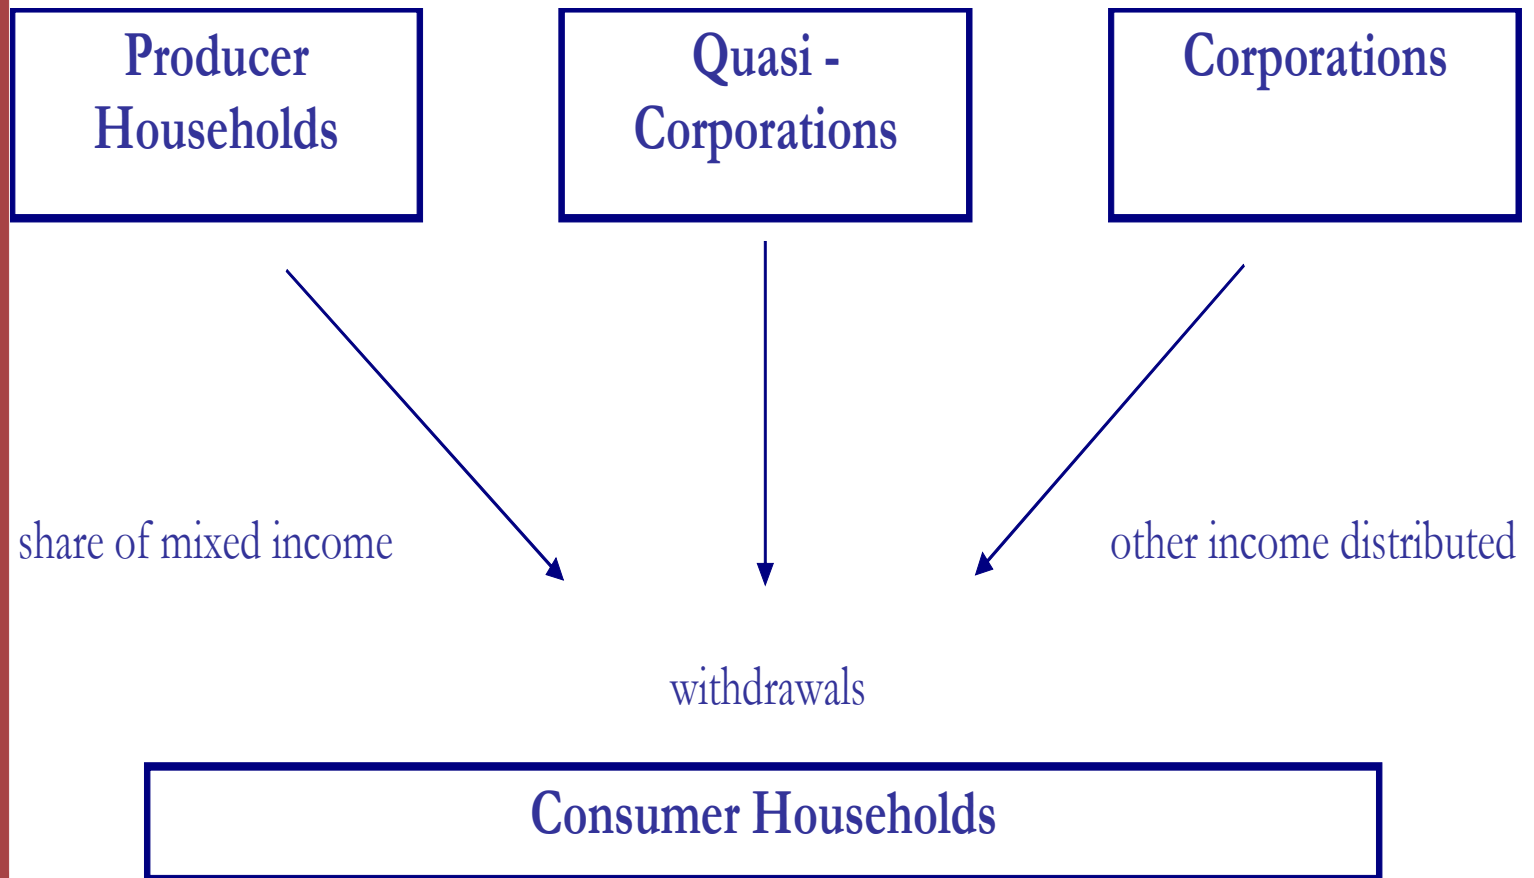 Producer
Households
Quasi -
Corporations
Corporations
share of mixed income
other income distributed
withdrawals
Consumer Households